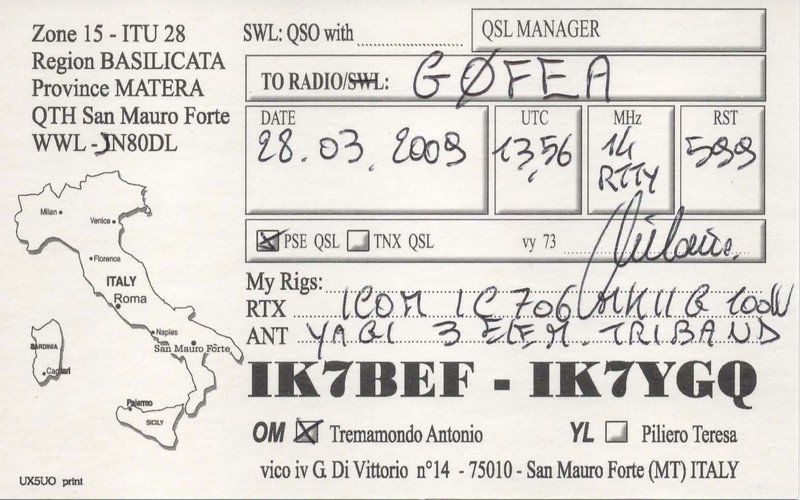 Zone 15 - ITU 28
Region BASILICATA
Province MATERA
QTH San Mauro Forte
WWL - JN80DL
SWL: QSO with
QSL MANAGER
TO RADIO/SWL: GØFEA
DATE UTC MHz RST
28.03.2009 13,56 14 599
RTTY
PSE QSL TNX QSL vy 73
My Rigs:
RTX ICOM IC 706 MKIIG 100W
ANT YAGI 3 ELEM. TRIBAND
Milan
Venice
Florence
ITALY
Roma
Naples
San Mauro Forte
SARDINIA
Cagliari
Palermo
SICILY
IK7BEF - IK7YGQ
OM Tremamondo Antonio YL Piliero Teresa
vico iv G. Di Vittorio n°14 - 75010 - San Mauro Forte (MT) ITALY
UX5UO print